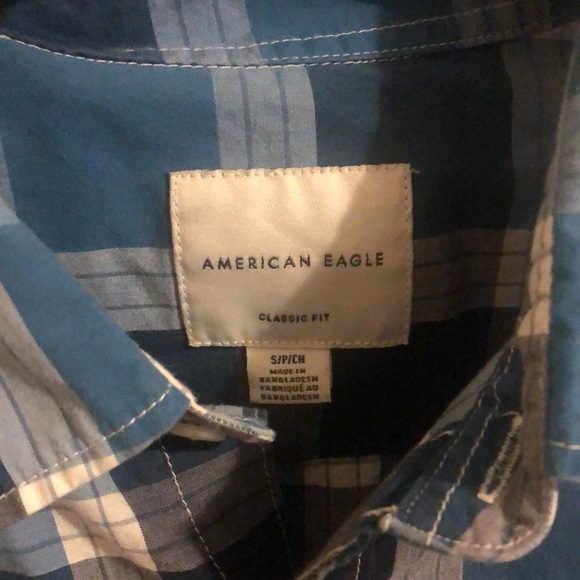 AMERICAN EAGLE
CLASSIC FIT
S/P/CH
MADE IN
BANGLADESH
FABRIQUÉ AU
BANGLADESH